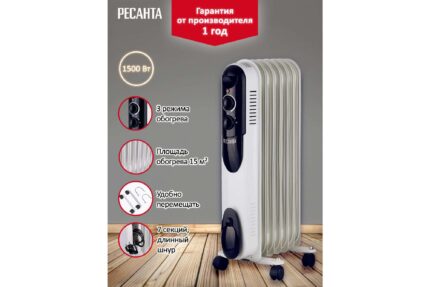 РЕСАНТА
Гарантия
от производителя
1 год
1500 Вт
3 режима
обогрева
Площадь
обогрева 15 м²
Удобно
перемещать
7 секций,
длинный
шнур
РЕСАНТА